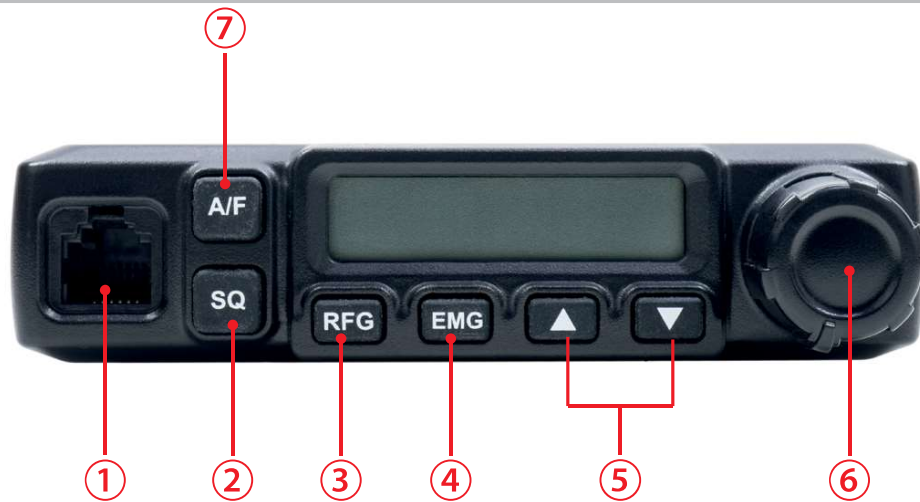 ⑦
A/F
SQ
RFG EMG ▲ ▼
① ② ③ ④ ⑤ ⑥